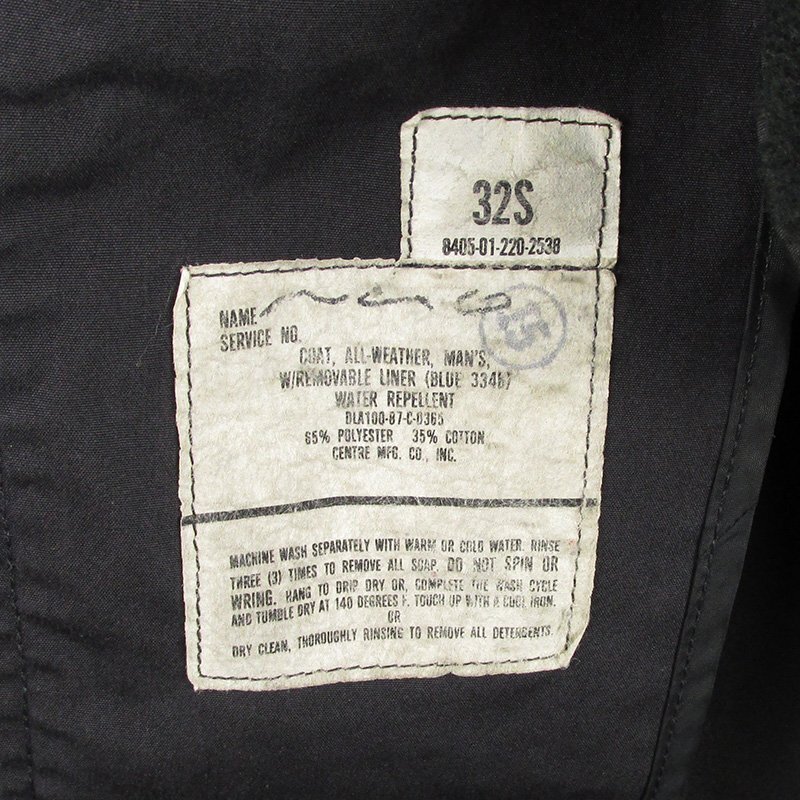 32S
8405-01-220-2538
NAME
15
SERVICE NO.
COAT, ALL-WEATHER, MAN'S,
W/REMOVABLE LINER (BLUE 3346)
WATER REPELLENT
DLA100-87-C-0365
65% POLYESTER 35% COTTON
CENTRE MFG. CO., INC.
MACHINE WASH SEPARATELY WITH WARM OR COLD WATER. RINSE
THREE (3) TIMES TO REMOVE ALL SOAP. DO NOT SPIN OR
WRING. HANG TO DRIP DRY OR, COMPLETE THE WASH CYCLE
AND TUMBLE DRY AT 140 DEGREES F. TOUCH UP WITH A COOL IRON.
OR
DRY CLEAN, THOROUGHLY RINSING TO REMOVE ALL DETERGENTS.